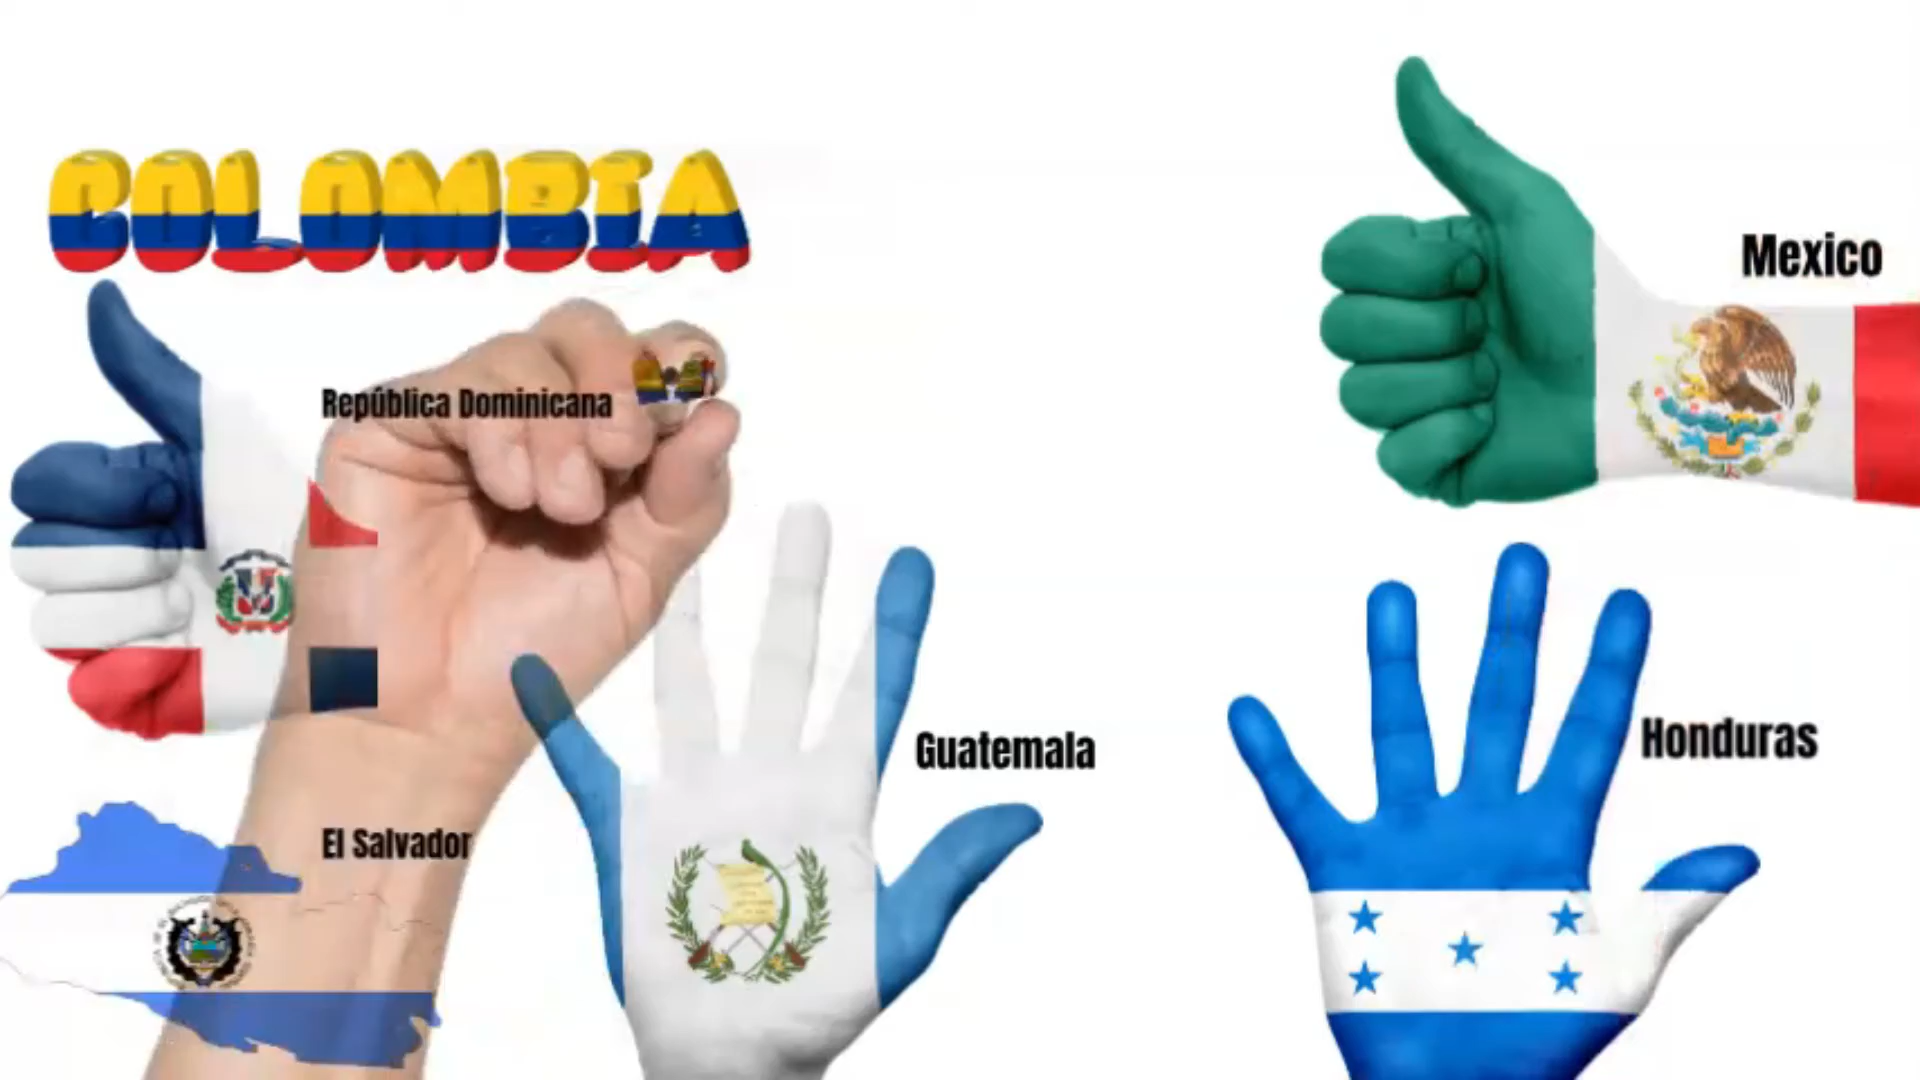 COLOMBIA
Mexico
República Dominicana
Guatemala
Honduras
El Salvador